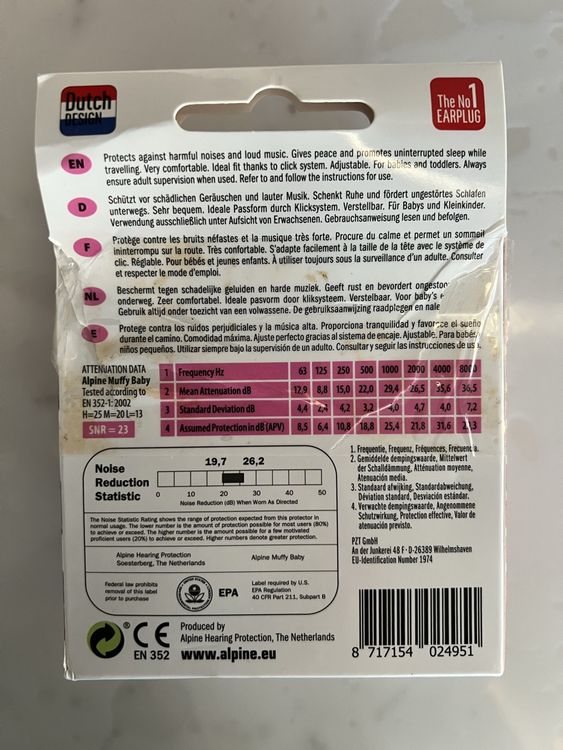 Dutch
DESIGN
The No1
EARPLUG
EN
Protects against harmful noises and loud music. Gives peace and promotes uninterrupted sleep while
travelling. Very comfortable. Ideal fit thanks to click system. Adjustable. For babies and toddlers. Always
ensure adult supervision when used. Refer to and follow the instructions for use.
D
Schützt vor schädlichen Geräuschen und lauter Musik. Schenkt Ruhe und fördert ungestörtes Schlafen
unterwegs. Sehr bequem. Ideale Passform durch Klicksystem. Verstellbar. Für Babys und Kleinkinder.
Verwendung ausschließlich unter Aufsicht von Erwachsenen. Gebrauchsanweisung lesen und befolgen.
F
Protège contre les bruits néfastes et la musique très forte. Procure du calme et permet un sommeil
ininterrompu sur la route. Très confortable. S'adapte facilement à la taille de la tête avec le système de
clic. Réglable. Pour bébés et jeunes enfants. À utiliser toujours sous la surveillance d'un adulte. Consulter
et respecter le mode d'emploi.
NL
Beschermt tegen schadelijke geluiden en harde muziek. Geeft rust en bevordert
onderweg. Zeer comfortabel. Ideale pasvorm door kliksysteem. Verstelbaar. Voor baby's
Gebruik altijd onder toezicht van een volwassene. De gebruiksaanwijzing raadplegen en
E
Protege contra los ruidos perjudiciales y la música alta. Proporciona tranquilidad y favorece el sueño
durante el camino. Comodidad máxima. Ajuste perfecto gracias al sistema de encaje. Ajustable. Para bebés
niños pequeños. Utilizar siempre bajo la supervisión de un adulto. Consultar y seguir las instrucciones de uso.
ATTENUATION DATA
Alpine Muffy Baby
Tested according to
EN 352-1: 2002
H=25 M=20 L=13
SNR = 23
1 Frequency Hz 63 125 250 500 1000 2000 4000 8000
2 Mean Attenuation dB 12,9 8,8 15,0 22,0 29,4 26,5 35,6 36,5
3 Standard Deviation dB 4,4 2,4 4,2 3,2 4,0 4,7 4,0 7,2
4 Assumed Protection in dB (APV) 8,5 6,4 10,8 18,8 25,4 21,8 31,6
Noise
Reduction
Statistic
19,7 26,2
0 10 20 30 40 50
Noise Reduction (dB) When Worn As Directed
The Noise Statistic Rating shows the range of protection expected from this protector in
normal usage. The lower number is the amount of protection possible for most users (80%)
to achieve or exceed. The higher number is the amount possible for a few motivated
proficient users (20%) to achieve or exceed. Higher numbers denote greater protection.
Alpine Hearing Protection
Soesterberg, The Netherlands
Alpine Muffy Baby
Federal law prohibits
removal of this label
prior to purchase
EPA
Label required by U.S.
EPA Regulation
40 CFR Part 211, Subpart B
1. Frequentie, Frequenz, Fréquences, Frecuencia.
2. Gemiddelde dempingswaarde, Mittelwert
der Schalldämmung, Atténuation moyenne,
Atenuación media.
3. Standaard afwijking, Standardabweichung,
Déviation standard, Desviación estándar.
4. Verwachte dempingswaarde, Angenommene
Schutzwirkung, Protection effective, Valor de
atenuación previsto.
PZT GmbH
An der Junkerei 48 F · D-26389 Wilhelmshaven
EU-Identification Number 1974
® CE
EN 352
Produced by
Alpine Hearing Protection, The Netherlands
www.alpine.eu
8 717154 024951